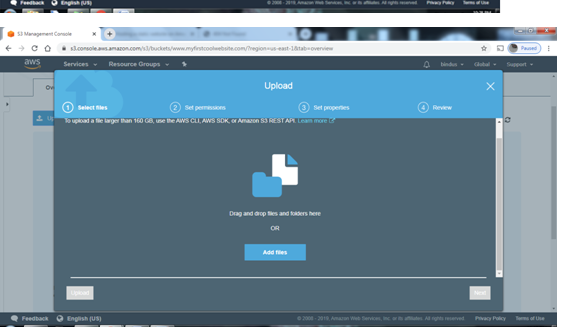 Feedback English (US) © 2008 - 2019, Amazon Web Services, Inc. or its affiliates. All rights reserved. Privacy Policy Terms of Use
S3 Management Console
s3.console.aws.amazon.com/s3/buckets/www.myfirstcoolwebsite.com/?region=us-east-1&tab=overview Paused
aws Services Resource Groups bindus Global Support
Upload
1 Select files 2 Set permissions 3 Set properties 4 Review
To upload a file larger than 160 GB, use the AWS CLI, AWS SDK, or Amazon S3 REST API. Learn more
Drag and drop files and folders here
OR
Add files
Upload Next
Feedback English (US) © 2008 - 2019, Amazon Web Services, Inc. or its affiliates. All rights reserved. Privacy Policy Terms of Use